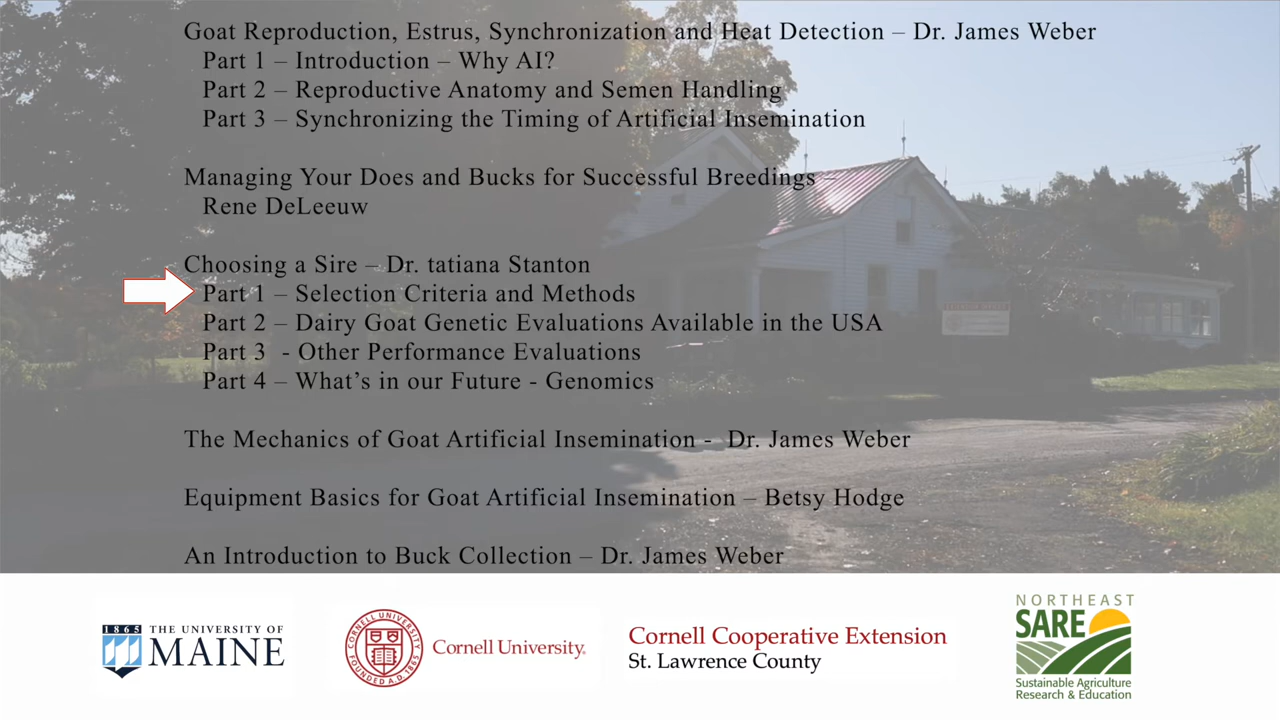 Goat Reproduction, Estrus, Synchronization and Heat Detection – Dr. James Weber
Part 1 – Introduction – Why AI?
Part 2 – Reproductive Anatomy and Semen Handling
Part 3 – Synchronizing the Timing of Artificial Insemination
Managing Your Does and Bucks for Successful Breedings –
Rene DeLeeuw
Choosing a Sire – Dr. tatiana Stanton
Part 1 – Selection Criteria and Methods
Part 2 – Dairy Goat Genetic Evaluations Available in the USA
Part 3 - Other Performance Evaluations
Part 4 – What's in our Future - Genomics
The Mechanics of Goat Artificial Insemination - Dr. James Weber
Equipment Basics for Goat Artificial Insemination – Betsy Hodge
An Introduction to Buck Collection – Dr. James Weber
1865
THE UNIVERSITY OF
MAINE
CORNELL UNIVERSITY
FOUNDED A.D. 1865
Cornell University
Cornell Cooperative Extension
St. Lawrence County
NORTHEAST
SARE
Sustainable Agriculture
Research & Education